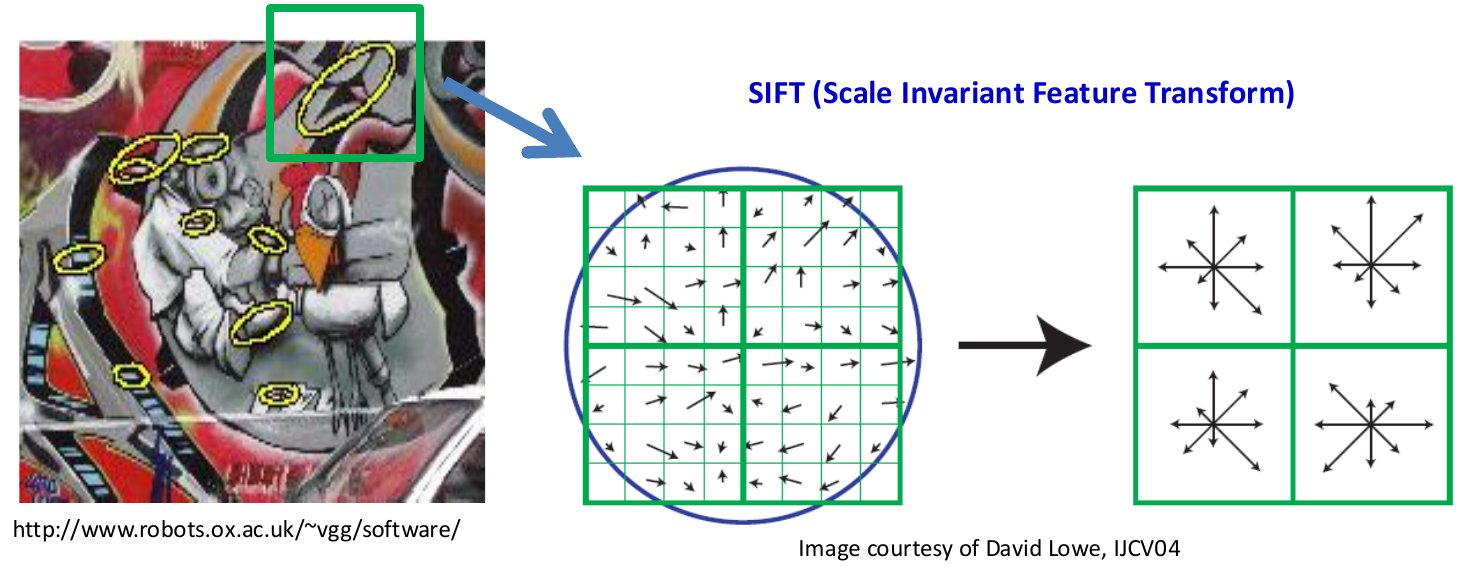 SIFT (Scale Invariant Feature Transform)
http://www.robots.ox.ac.uk/~vgg/software/
Image courtesy of David Lowe, IJCV04